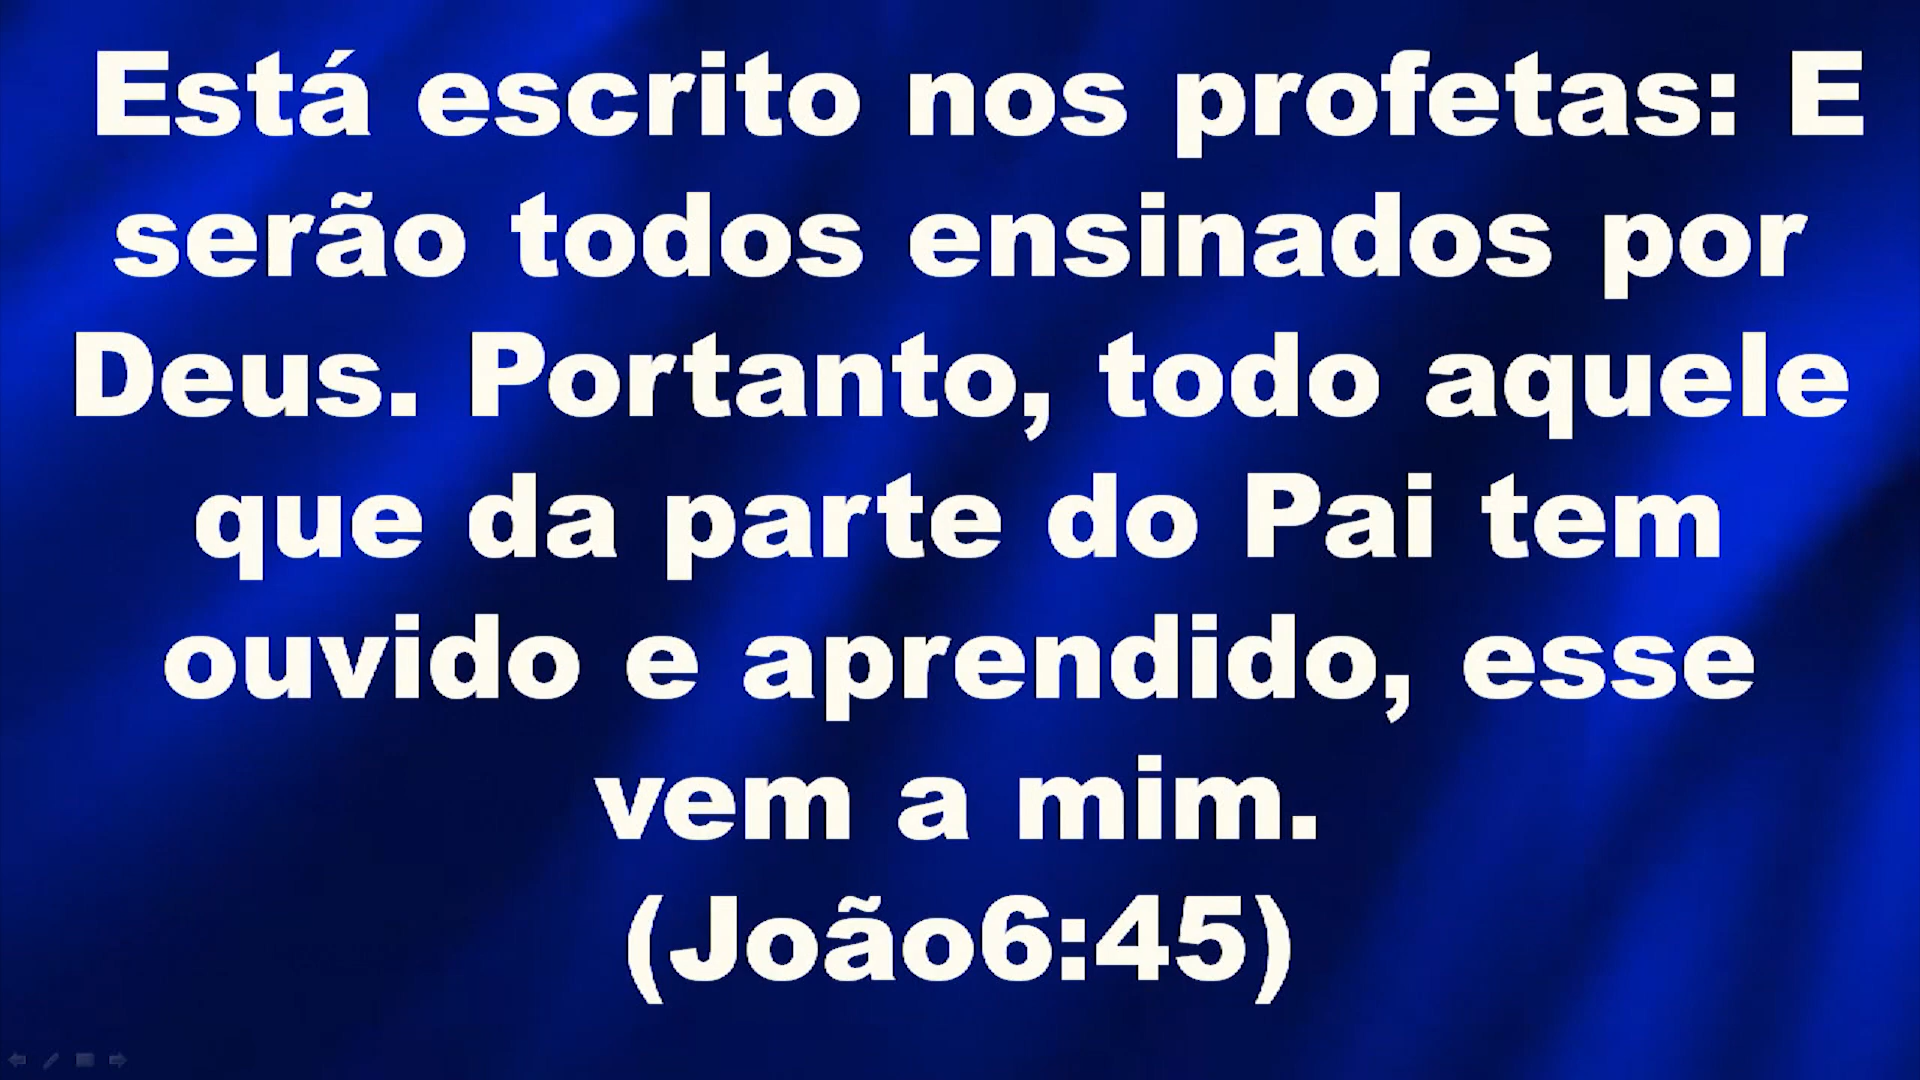 Está escrito nos profetas: E
serão todos ensinados por
Deus. Portanto, todo aquele
que da parte do Pai tem
ouvido e aprendido, esse
vem a mim.
(João6:45)